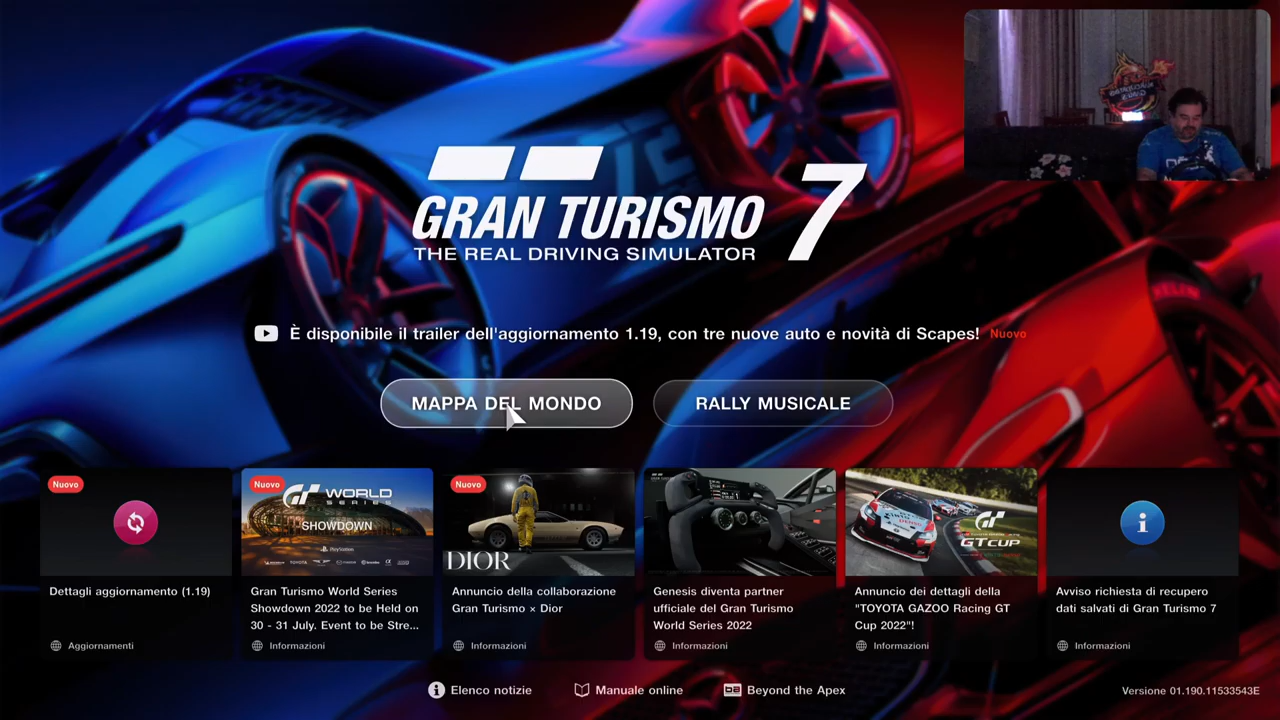 GRAN TURISMO 7
THE REAL DRIVING SIMULATOR
È disponibile il trailer dell'aggiornamento 1.19, con tre nuove auto e novità di Scapes! Nuovo
MAPPA DEL MONDO
RALLY MUSICALE
Nuovo
Dettagli aggiornamento (1.19)
Aggiornamenti
Nuovo
GT WORLD
SERIES
SHOWDOWN
PlayStation
Gran Turismo World Series
Showdown 2022 to be Held on
30 - 31 July. Event to be Stre...
Informazioni
Nuovo
DIOR
Annuncio della collaborazione
Gran Turismo × Dior
Informazioni
Genesis diventa partner
ufficiale del Gran Turismo
World Series 2022
Informazioni
GT CUP
Annuncio dei dettagli della
"TOYOTA GAZOO Racing GT
Cup 2022"!
Informazioni
Avviso richiesta di recupero
dati salvati di Gran Turismo 7
Informazioni
Elenco notizie
Manuale online
Beyond the Apex
Versione 01.190.11533543E